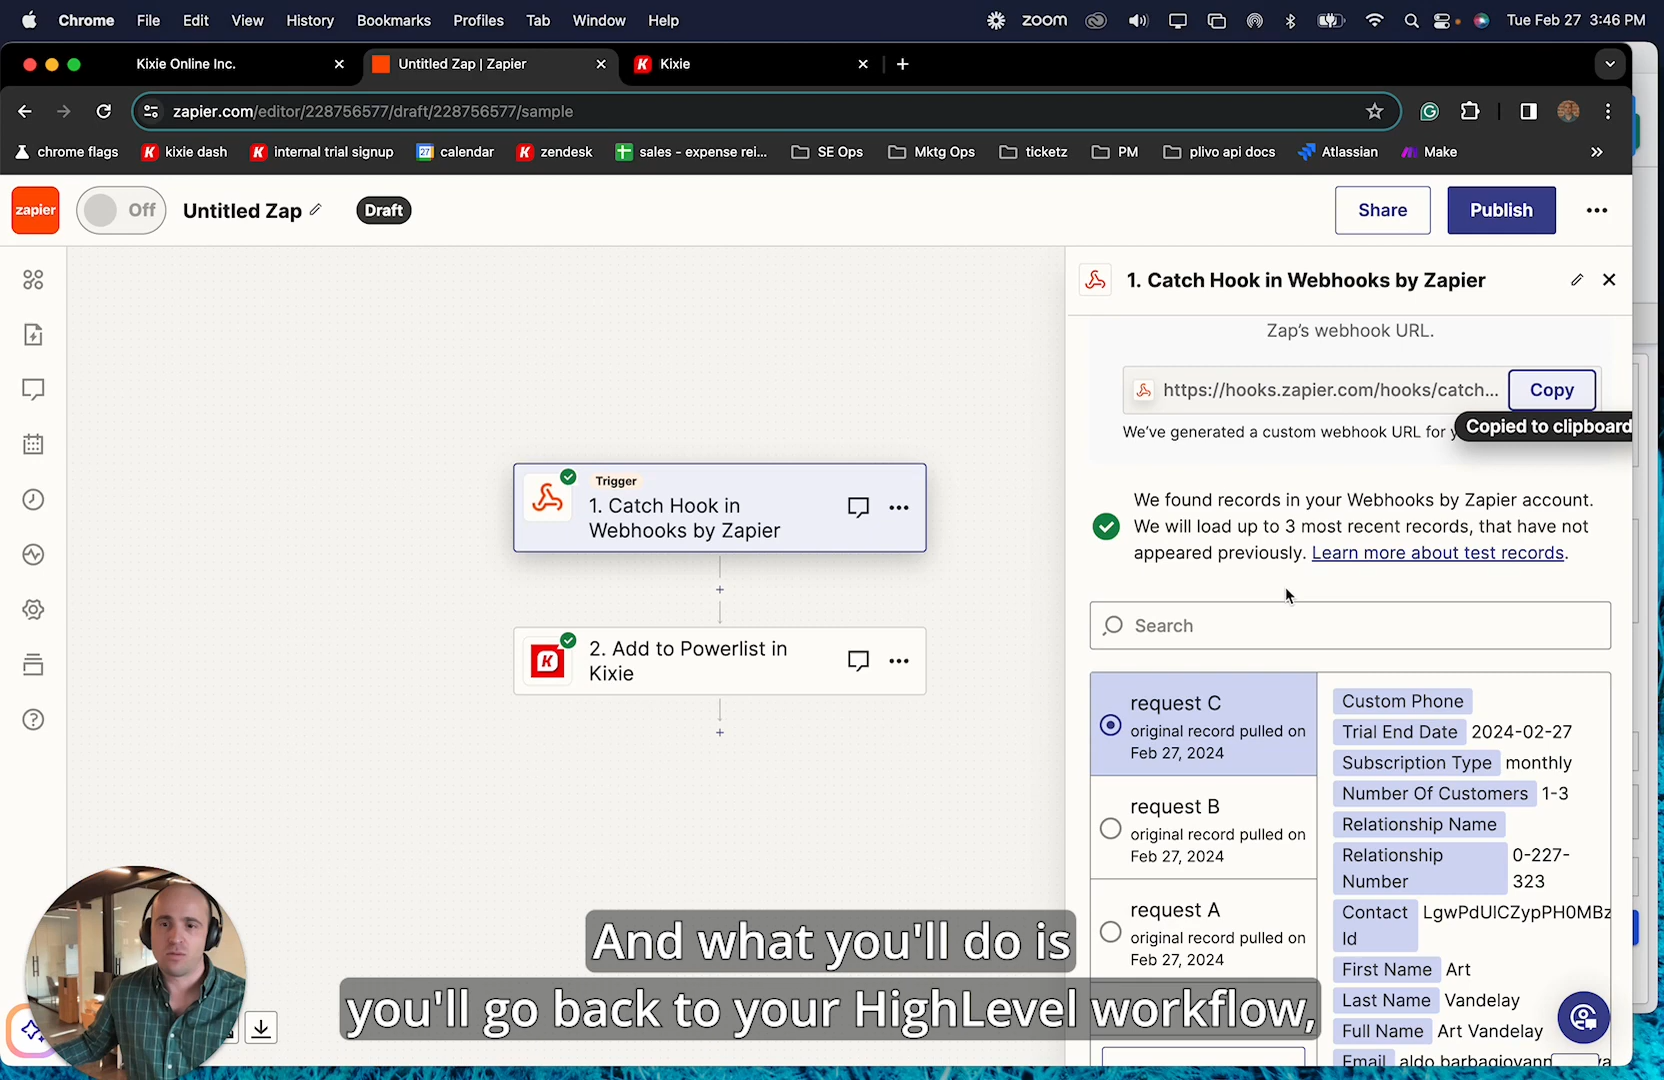 Chrome File Edit View History Bookmarks Profiles Tab Window Help
zoom
Tue Feb 27 3:46 PM
Kixie Online Inc.
Untitled Zap | Zapier
Kixie
zapier.com/editor/228756577/draft/228756577/sample
chrome flags
kixie dash
internal trial signup
calendar
zendesk
sales - expense rei...
SE Ops
Mktg Ops
ticketz
PM
plivo api docs
Atlassian
Make
zapier
Off
Untitled Zap
Draft
Share
Publish
1. Catch Hook in Webhooks by Zapier
Zap's webhook URL.
https://hooks.zapier.com/hooks/catch...
Copy
Copied to clipboard
We've generated a custom webhook URL for
We found records in your Webhooks by Zapier account.
We will load up to 3 most recent records, that have not
appeared previously. Learn more about test records.
Search
Trigger
1. Catch Hook in
Webhooks by Zapier
2. Add to Powerlist in
Kixie
request C
original record pulled on
Feb 27, 2024
request B
original record pulled on
Feb 27, 2024
request A
original record pulled on
Feb 27, 2024
Custom Phone
Trial End Date 2024-02-27
Subscription Type monthly
Number Of Customers 1-3
Relationship Name
Relationship 0-227-
Number 323
Contact LgwPdUICZypPH0MBz
Id
First Name Art
Last Name Vandelay
Full Name Art Vandelay
Email
And what you'll do is
you'll go back to your HighLevel workflow,